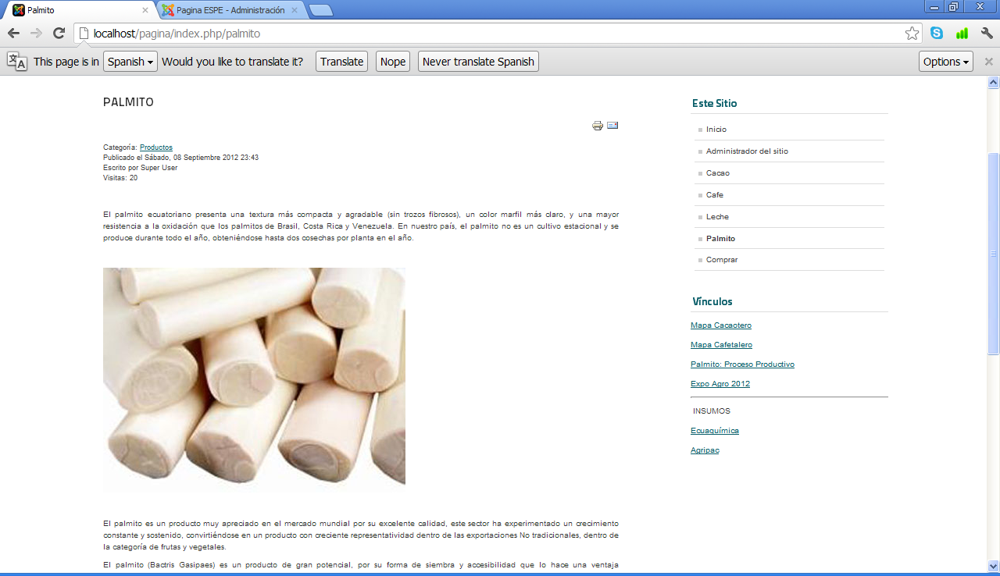 Palmito
Pagina ESPE - Administración
localhost/pagina/index.php/palmito
This page is in Spanish Would you like to translate it? Translate Nope Never translate Spanish Options
PALMITO
Categoría: Productos
Publicado el Sábado, 08 Septiembre 2012 23:43
Escrito por Super User
Visitas: 20
El palmito ecuatoriano presenta una textura más compacta y agradable (sin trozos fibrosos), un color marfil más claro, y una mayor
resistencia a la oxidación que los palmitos de Brasil, Costa Rica y Venezuela. En nuestro país, el palmito no es un cultivo estacional y se
produce durante todo el año, obteniéndose hasta dos cosechas por planta en el año.
El palmito es un producto muy apreciado en el mercado mundial por su excelente calidad, este sector ha experimentado un crecimiento
constante y sostenido, convirtiéndose en un producto con creciente representatividad dentro de las exportaciones No tradicionales, dentro de
la categoría de frutas y vegetales.
El palmito (Bactris Gasipaes) es un producto de gran potencial, por su forma de siembra y accesibilidad que lo hace una ventaja
Este Sitio
Inicio
Administrador del sitio
Cacao
Cafe
Leche
Palmito
Comprar
Vínculos
Mapa Cacaotero
Mapa Cafetalero
Palmito: Proceso Productivo
Expo Agro 2012
INSUMOS
Ecuaquímica
Agripac